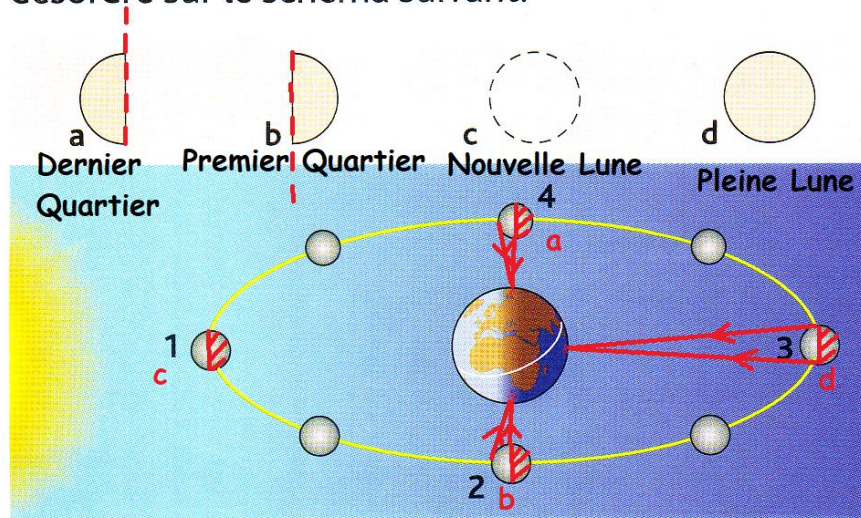 a
b
c
d
Dernier Quartier
Premier Quartier
Nouvelle Lune
Pleine Lune
4
a
1
c
3
d
2
b